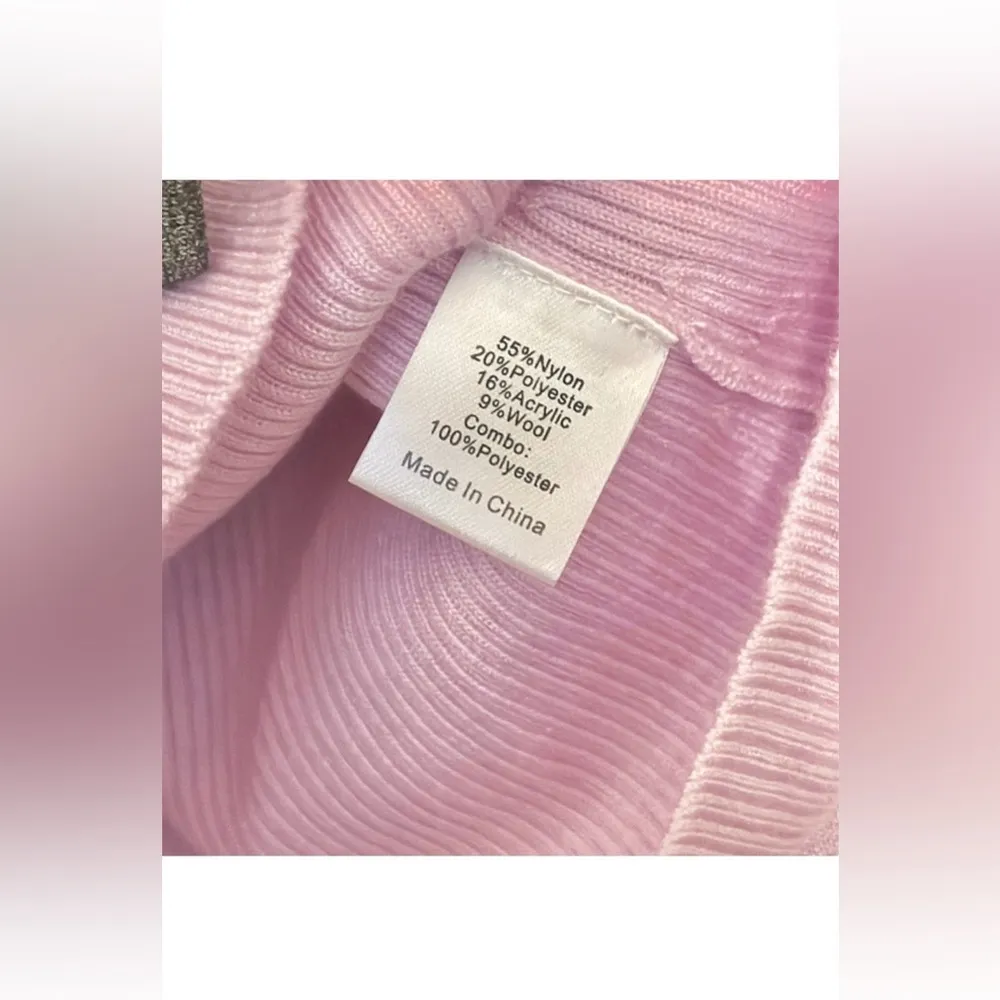 55%Nylon
20%Polyester
16%Acrylic
9%Wool
Combo:
100%Polyester
Made In China